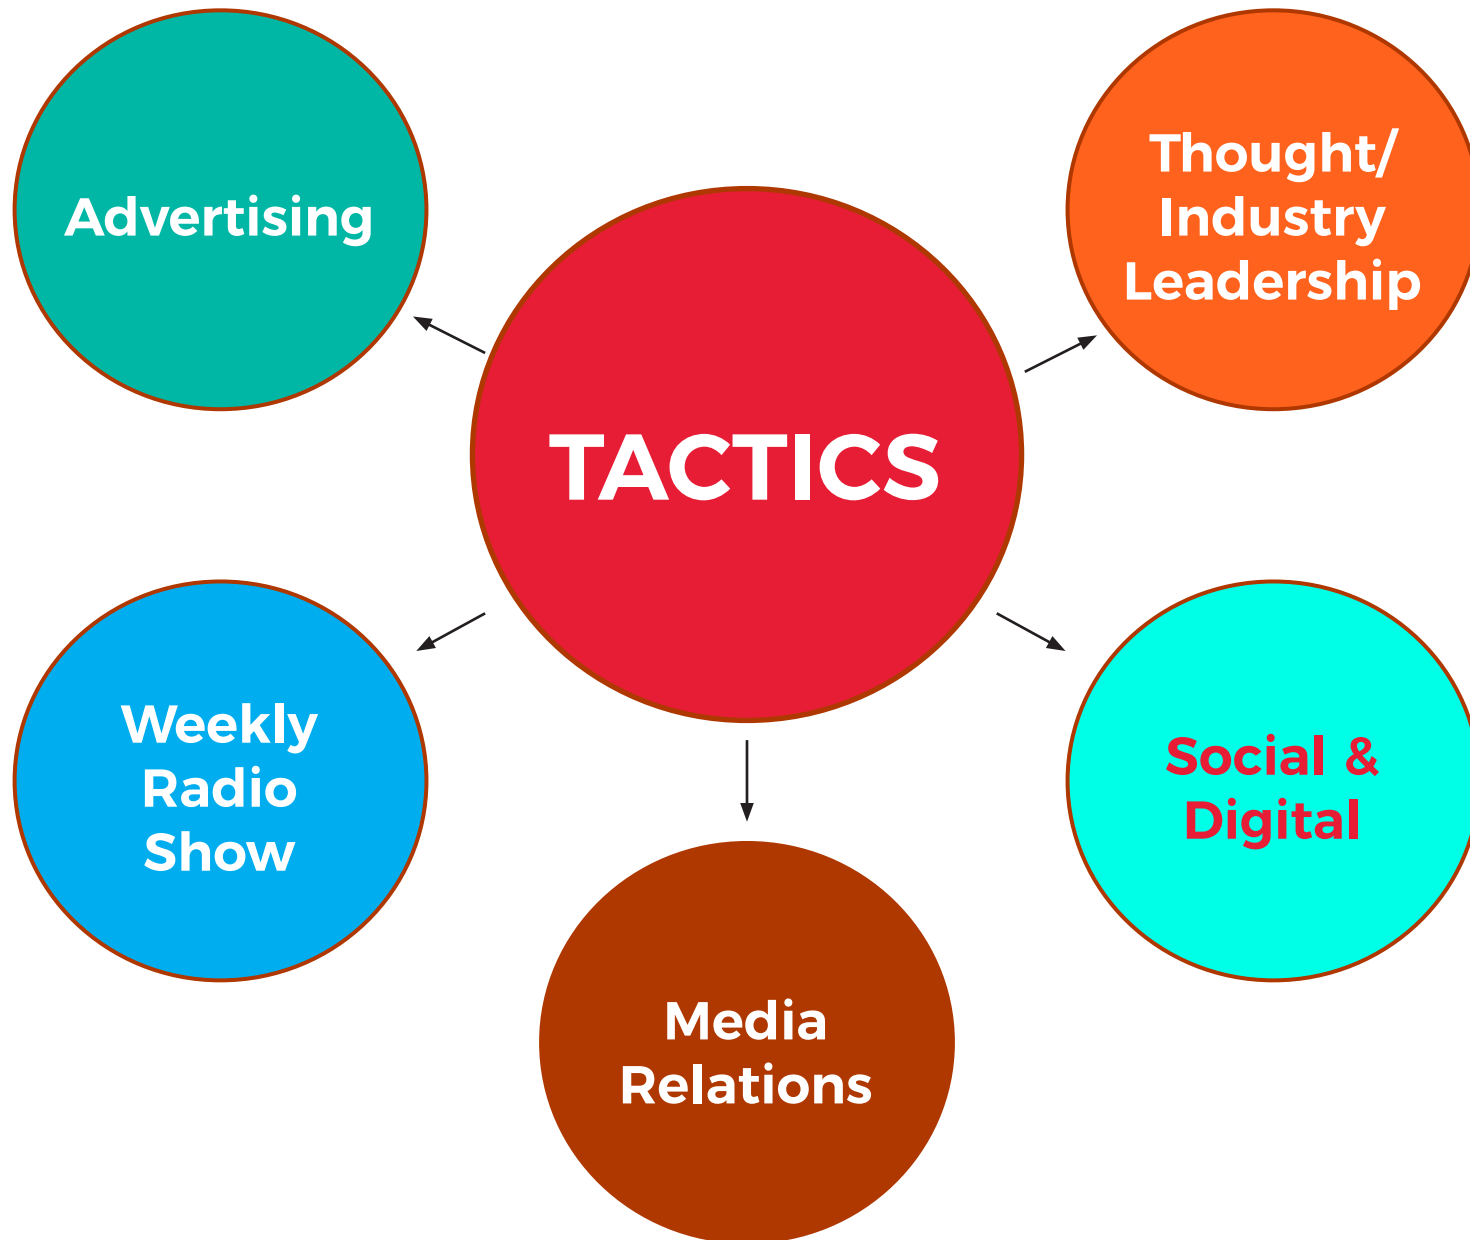 Advertising
Thought/
Industry
Leadership
TACTICS
Weekly
Radio
Show
Social &
Digital
Media
Relations